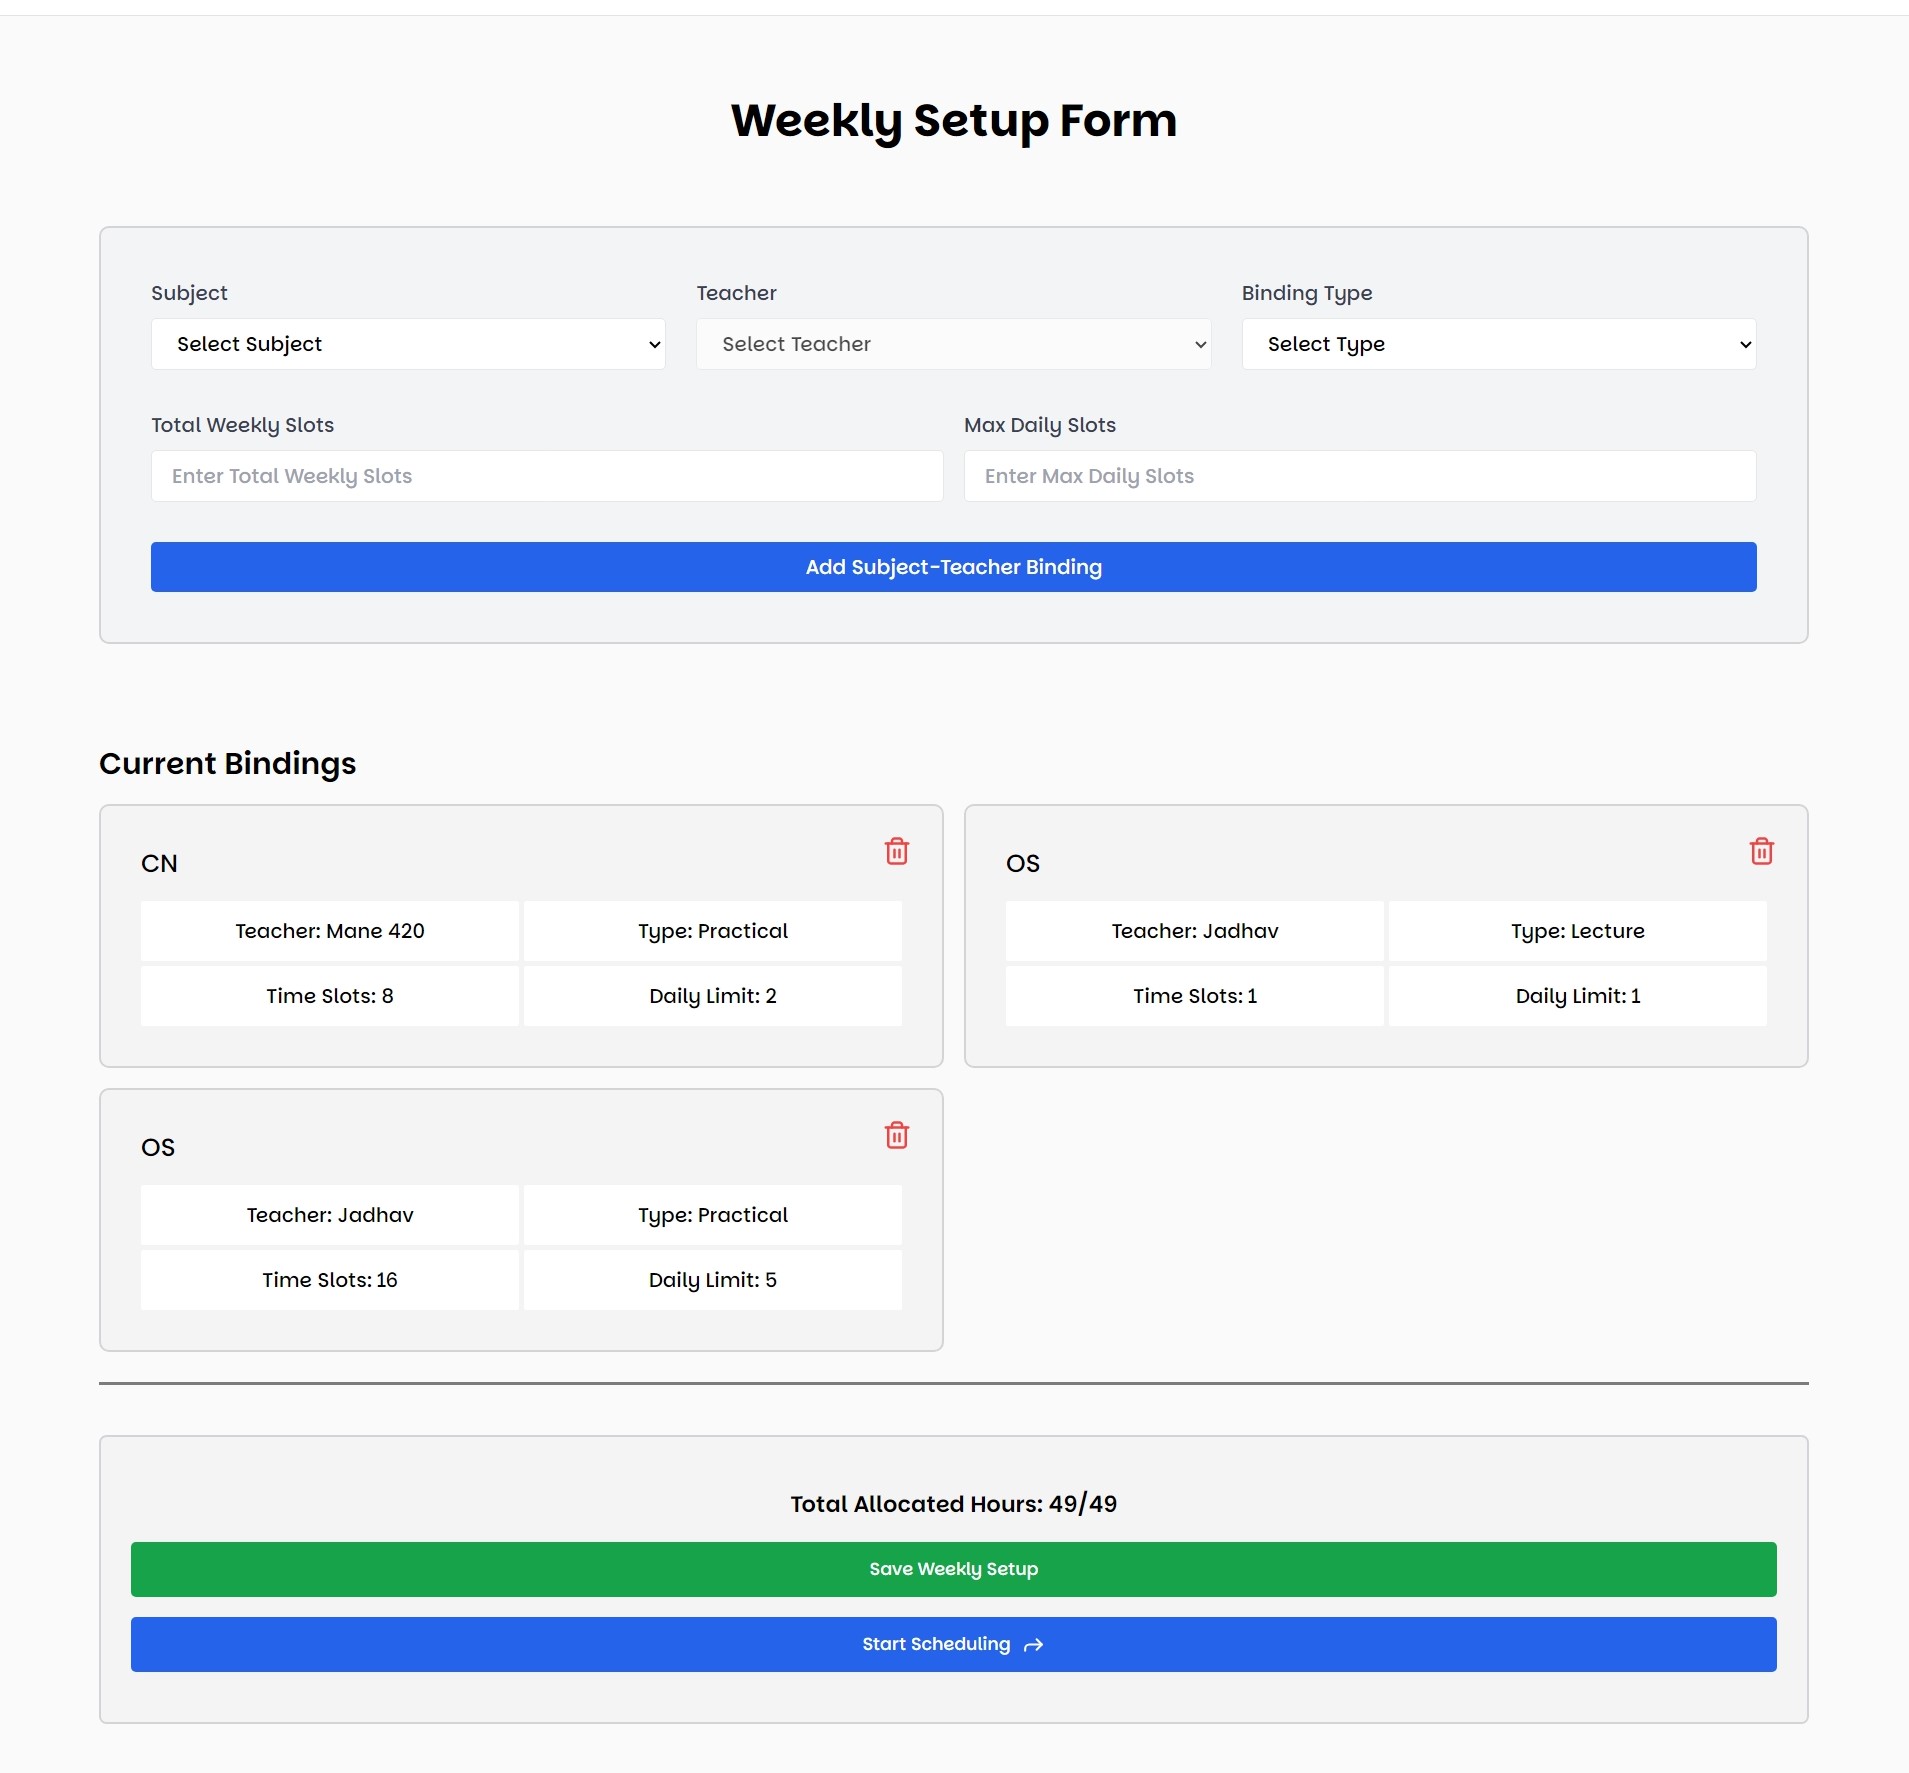 Weekly Setup Form
Subject
Teacher
Binding Type
Select Subject
Select Teacher
Select Type
Total Weekly Slots
Max Daily Slots
Enter Total Weekly Slots
Enter Max Daily Slots
Add Subject-Teacher Binding
Current Bindings
CN
Teacher: Mane 420
Type: Practical
Time Slots: 8
Daily Limit: 2
OS
Teacher: Jadhav
Type: Lecture
Time Slots: 1
Daily Limit: 1
OS
Teacher: Jadhav
Type: Practical
Time Slots: 16
Daily Limit: 5
Total Allocated Hours: 49/49
Save Weekly Setup
Start Scheduling